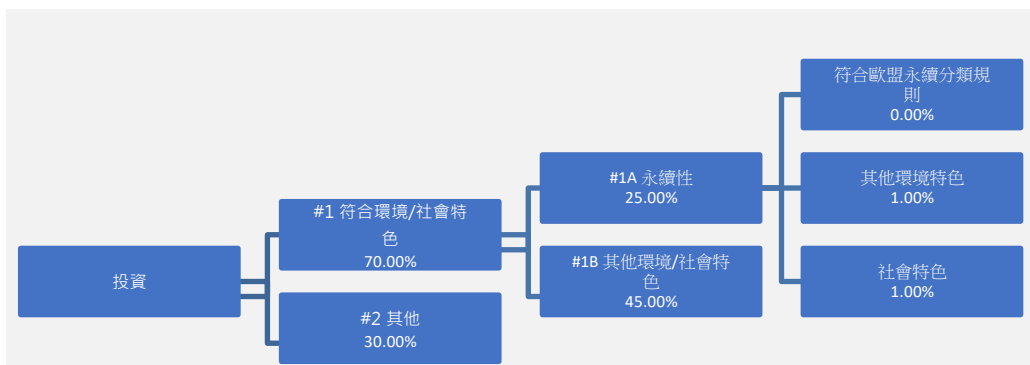 投資
#1 符合環境/社會特
色
70.00%
#2 其他
30.00%
#1A 永續性
25.00%
#1B 其他環境/社會特
色
45.00%
符合歐盟永續分類規
則
0.00%
其他環境特色
1.00%
社會特色
1.00%